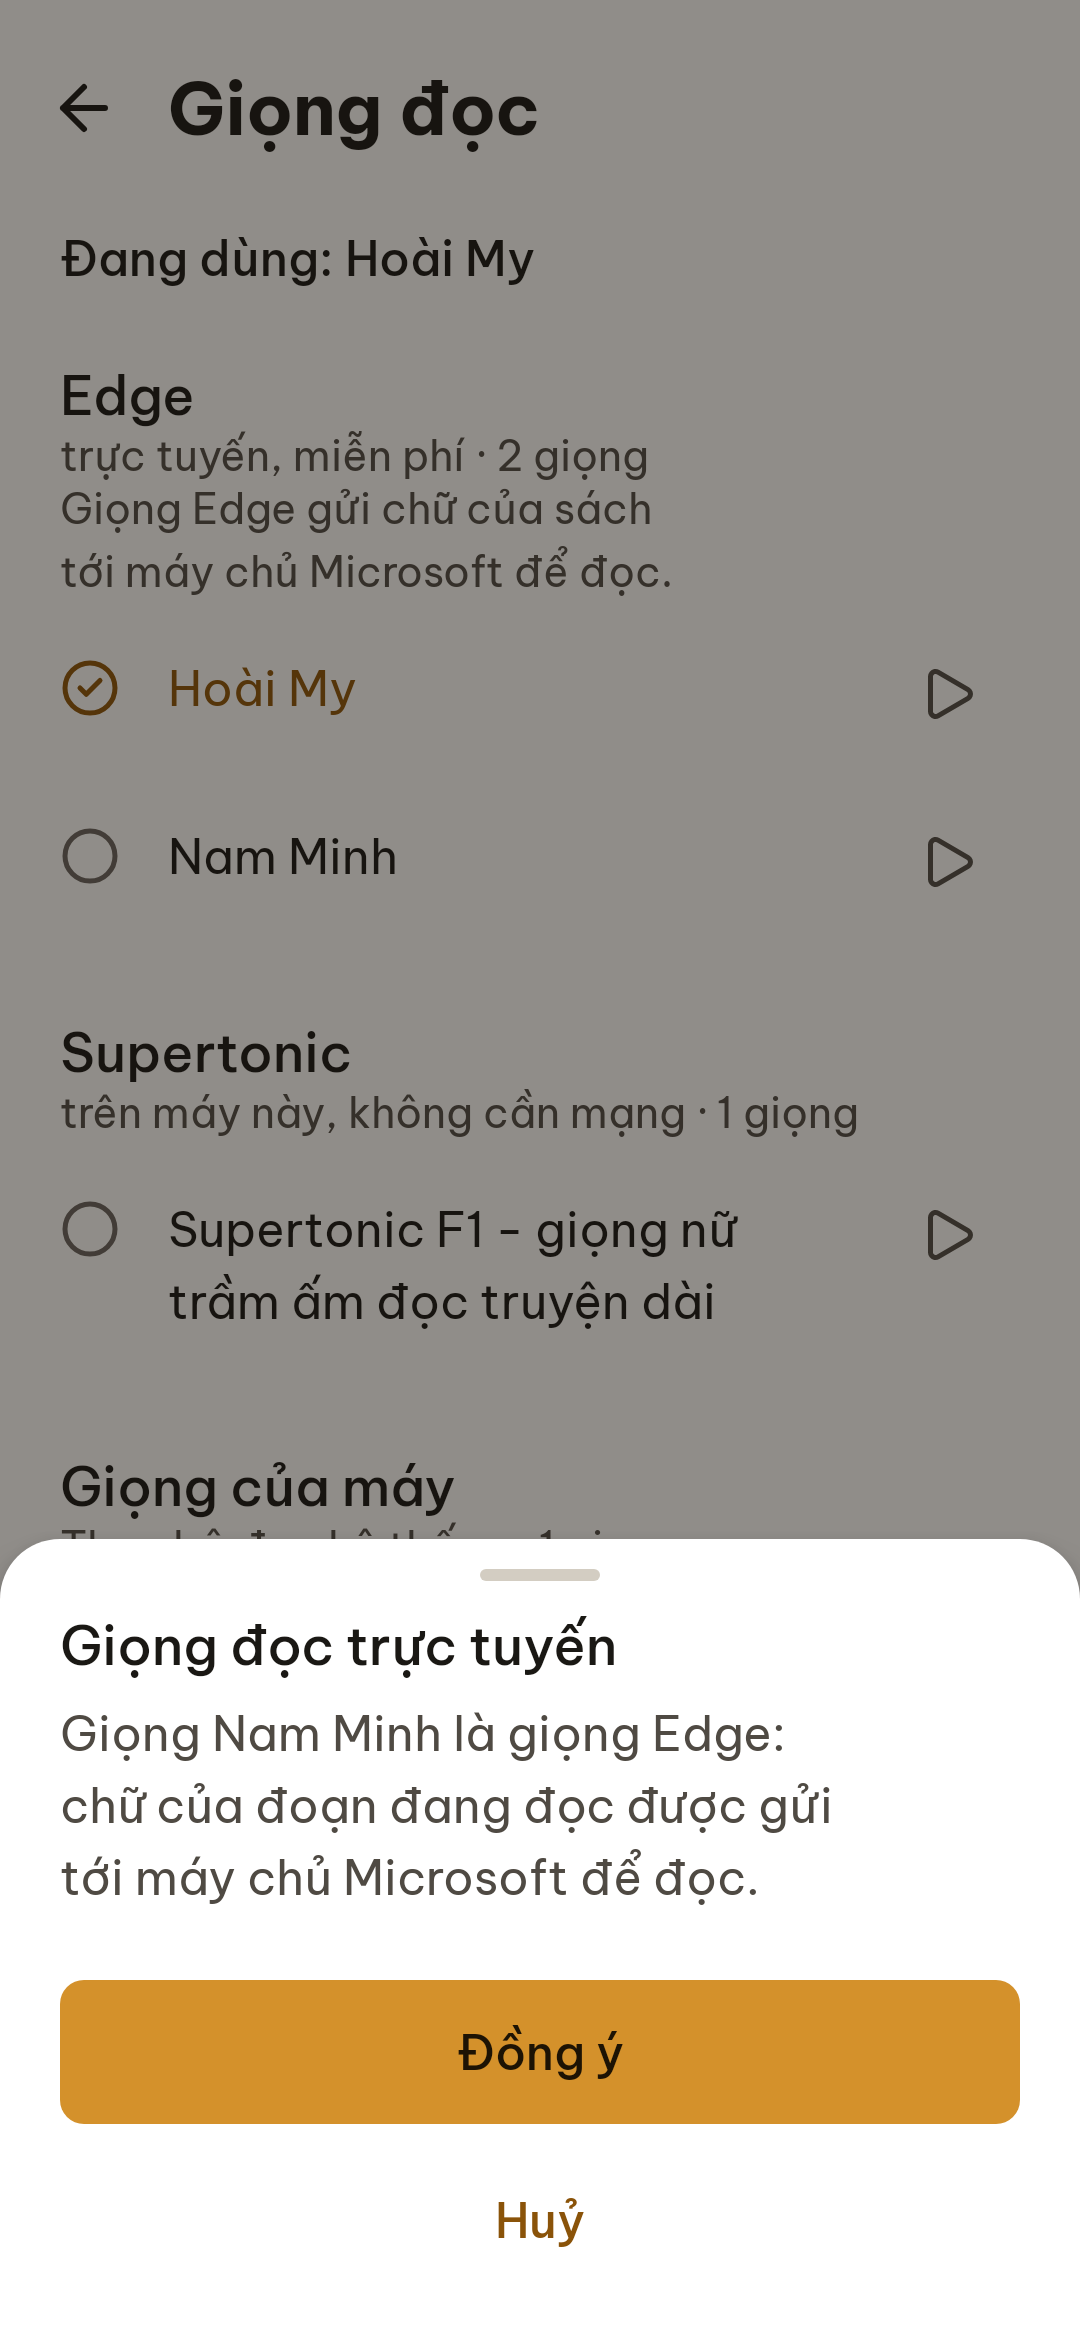 Giọng đọc
Đang dùng: Hoài My
Edge
trực tuyến, miễn phí · 2 giọng
Giọng Edge gửi chữ của sách
tới máy chủ Microsoft để đọc.
Hoài My
Nam Minh
Supertonic
trên máy này, không cần mạng · 1 giọng
Supertonic F1 - giọng nữ
trầm ấm đọc truyện dài
Giọng của máy
Giọng đọc trực tuyến
Giọng Nam Minh là giọng Edge:
chữ của đoạn đang đọc được gửi
tới máy chủ Microsoft để đọc.
Đồng ý
Huỷ